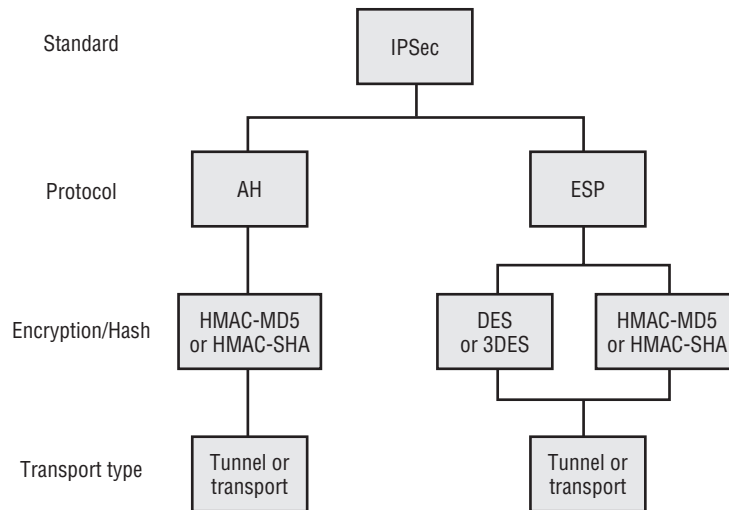 Standard
IPSec
Protocol
AH
ESP
Encryption/Hash
HMAC-MD5
or HMAC-SHA
DES
or 3DES
HMAC-MD5
or HMAC-SHA
Transport type
Tunnel or
transport
Tunnel or
transport